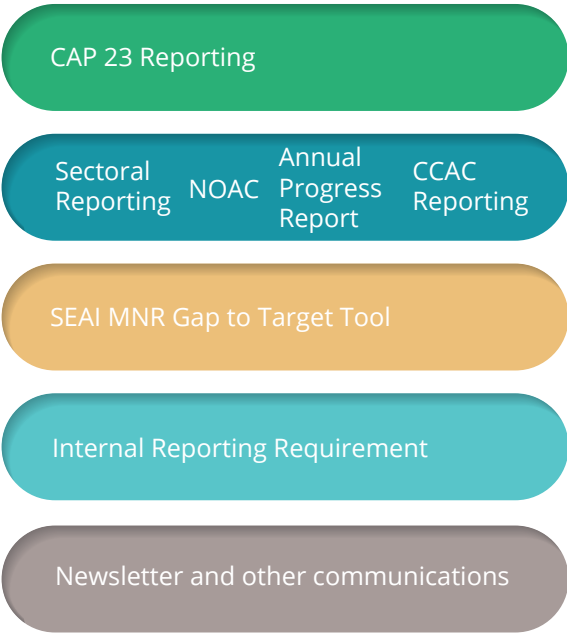 CAP 23 Reporting
Sectoral
Reporting
NOAC
Annual
Progress
Report
CCAC
Reporting
SEAI MNR Gap to Target Tool
Internal Reporting Requirement
Newsletter and other communications